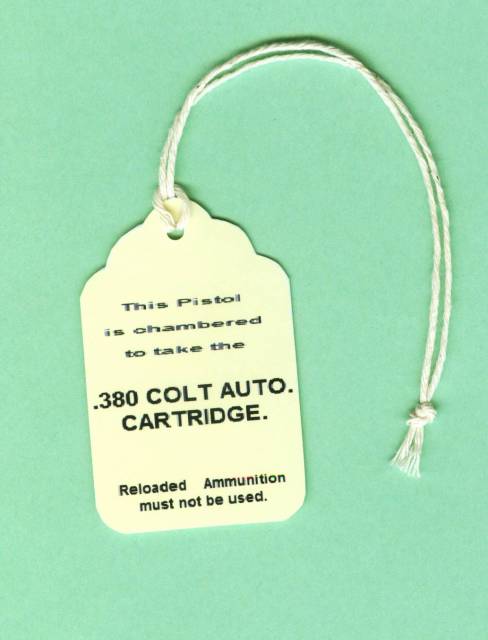 This Pistol
is chambered
to take the
.380 COLT AUTO.
CARTRIDGE.
Reloaded Ammunition
must not be used.